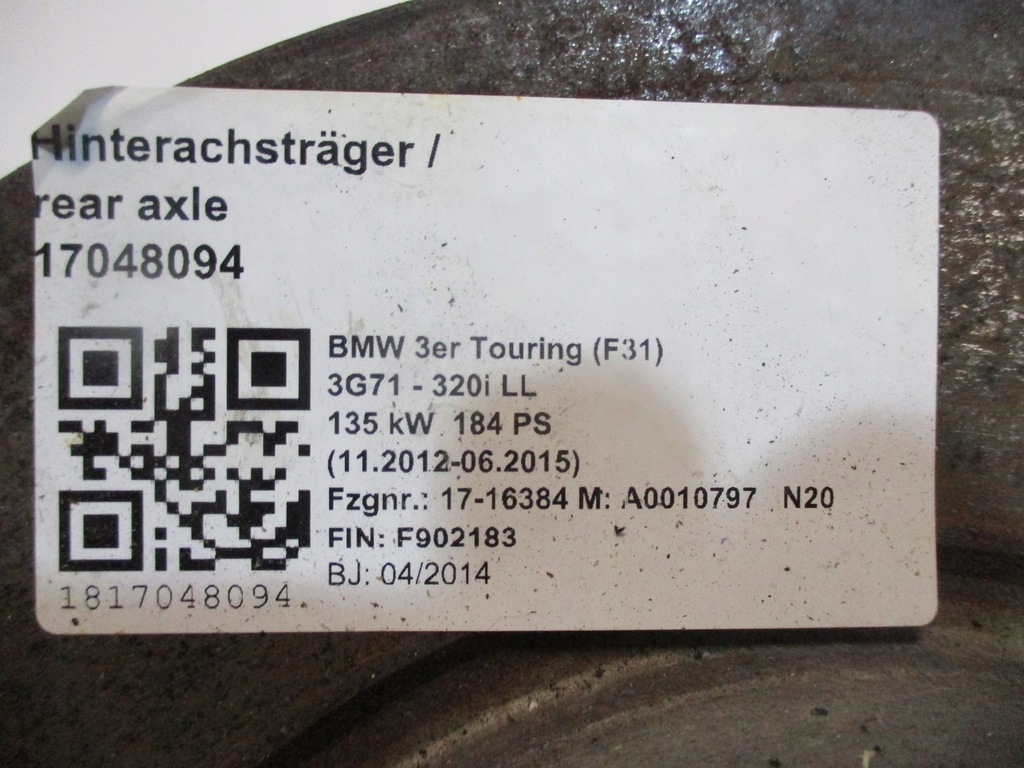 Hinterachsträger /
rear axle
17048094
BMW 3er Touring (F31)
3G71 - 320i LL
135 kW 184 PS
(11.2012-06.2015)
Fzgnr.: 17-16384 M: A0010797 N20
FIN: F902183
BJ: 04/2014
1817048094